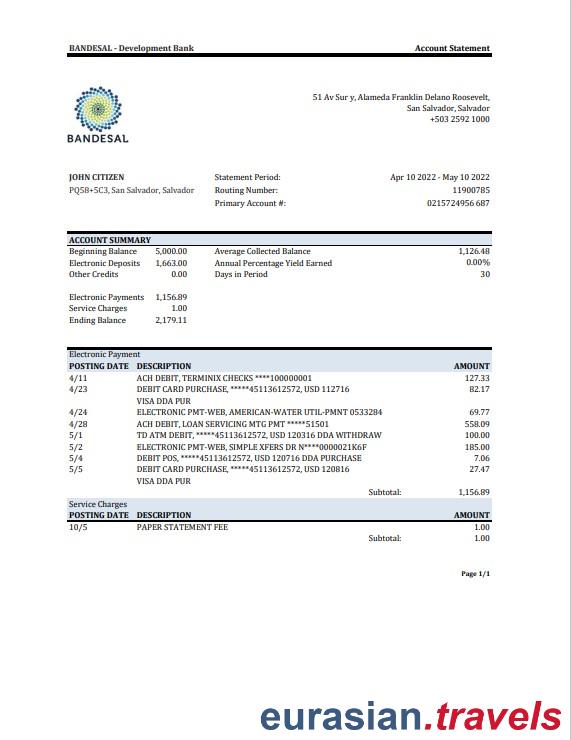 BANDESAL - Development Bank Account Statement
51 Av Sur y, Alameda Franklin Delano Roosevelt,
San Salvador, Salvador
+503 2592 1000
BANDESAL
JOHN CITIZEN Statement Period: Apr 10 2022 - May 10 2022
PQ58+5C3, San Salvador, Salvador Routing Number: 11900785
Primary Account #: 0215724956 687
ACCOUNT SUMMARY
Beginning Balance 5,000.00 Average Collected Balance 1,126.48
Electronic Deposits 1,663.00 Annual Percentage Yield Earned 0.00%
Other Credits 0.00 Days in Period 30
Electronic Payments 1,156.89
Service Charges 1.00
Ending Balance 2,179.11
Electronic Payment
POSTING DATE DESCRIPTION AMOUNT
4/11 ACH DEBIT, TERMINIX CHECKS ****100000001 127.33
4/23 DEBIT CARD PURCHASE, *****45113612572, USD 112716 82.17
VISA DDA PUR
4/24 ELECTRONIC PMT-WEB, AMERICAN-WATER UTIL-PMNT 0533284 69.77
4/28 ACH DEBIT, LOAN SERVICING MTG PMT *****51501 558.09
5/1 TD ATM DEBIT, *****45113612572, USD 120316 DDA WITHDRAW 100.00
5/2 ELECTRONIC PMT-WEB, SIMPLE XFERS DR N****0000021K6F 185.00
5/4 DEBIT POS, *****45113612572, USD 120716 DDA PURCHASE 7.06
5/5 DEBIT CARD PURCHASE, *****45113612572, USD 120816 27.47
VISA DDA PUR
Subtotal: 1,156.89
Service Charges
POSTING DATE DESCRIPTION AMOUNT
10/5 PAPER STATEMENT FEE 1.00
Subtotal: 1.00
Page 1/1
eurasian.travels